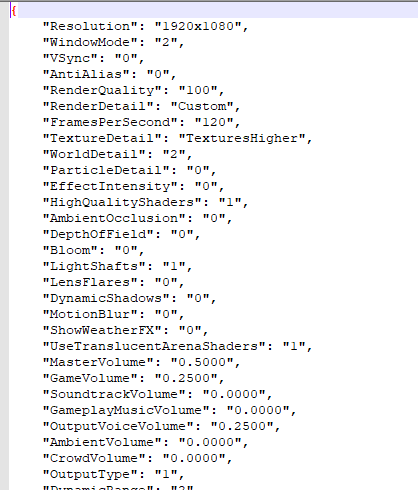 {
"Resolution": "1920x1080",
"WindowMode": "2",
"VSync": "0",
"AntiAlias": "0",
"RenderQuality": "100",
"RenderDetail": "Custom",
"FramesPerSecond": "120",
"TextureDetail": "TexturesHigher",
"WorldDetail": "2",
"ParticleDetail": "0",
"EffectIntensity": "0",
"HighQualityShaders": "1",
"AmbientOcclusion": "0",
"DepthOfField": "0",
"Bloom": "0",
"LightShafts": "1",
"LensFlares": "0",
"DynamicShadows": "0",
"MotionBlur": "0",
"ShowWeatherFX": "0",
"UseTranslucentArenaShaders": "1",
"MasterVolume": "0.5000",
"GameVolume": "0.2500",
"SoundtrackVolume": "0.0000",
"GameplayMusicVolume": "0.0000",
"OutputVoiceVolume": "0.2500",
"AmbientVolume": "0.0000",
"CrowdVolume": "0.0000",
"OutputType": "1",
"DynamicRange":